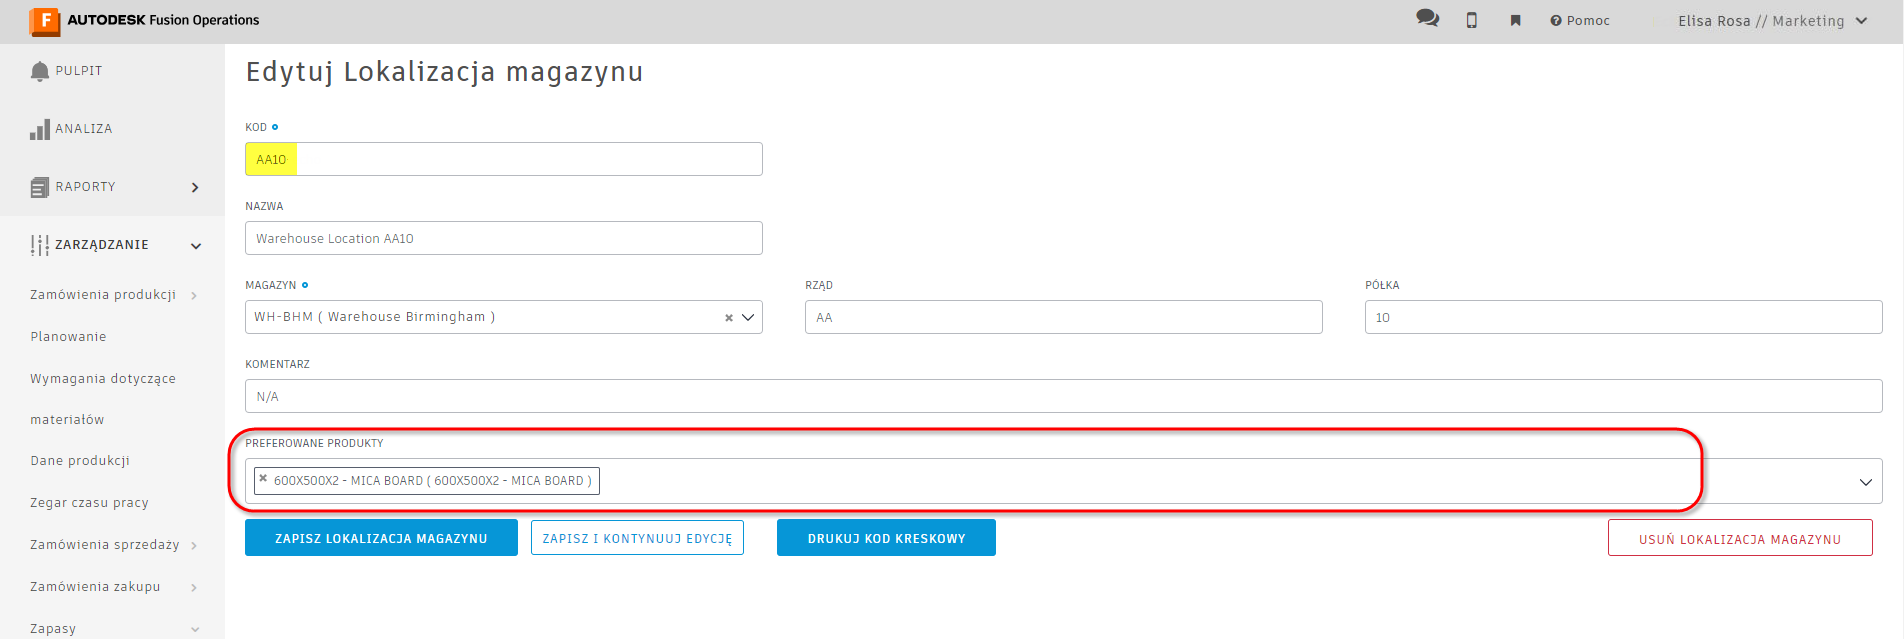 AUTODESK Fusion Operations
Pomoc
Elisa Rosa // Marketing
PULPIT
ANALIZA
RAPORTY
ZARZĄDZANIE
Zamówienia produkcji
Planowanie
Wymagania dotyczące
materiałów
Dane produkcji
Zegar czasu pracy
Zamówienia sprzedaży
Zamówienia zakupu
Zapasy
Edytuj Lokalizacja magazynu
KOD
AA10
NAZWA
Warehouse Location AA10
MAGAZYN
WH-BHM ( Warehouse Birmingham )
RZĄD
AA
PÓŁKA
10
KOMENTARZ
N/A
PREFEROWANE PRODUKTY
600X500X2 - MICA BOARD ( 600X500X2 - MICA BOARD )
ZAPISZ LOKALIZACJA MAGAZYNU
ZAPISZ I KONTYNUUJ EDYCJĘ
DRUKUJ KOD KRESKOWY
USUŃ LOKALIZACJA MAGAZYNU